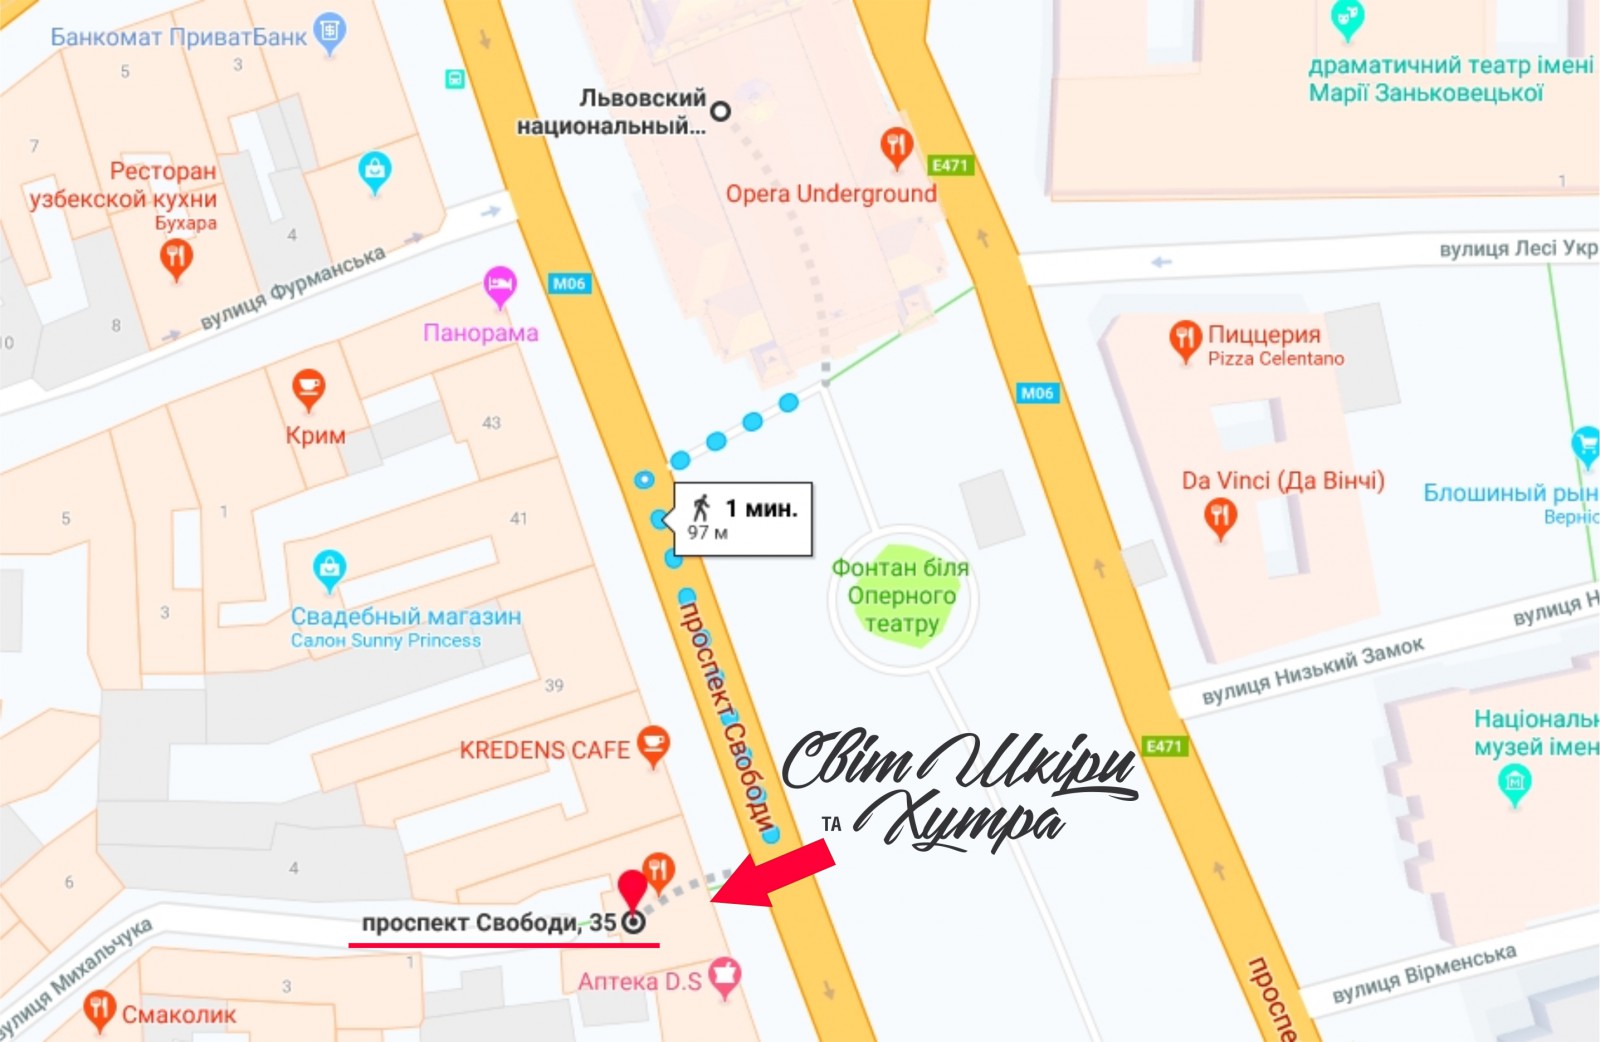 Банкомат ПриватБанк
5
3
7
Львовский
национальный...
драматичний театр імені
Марії Заньковецької
Ресторан
узбекской кухни
Бухара
Opera Underground
E471
1
4
вулиця Фурманська
8
10
M06
Панорама
вулиця Лесі Укр
Пиццерия
Pizza Celentano
M06
Крим
43
Da Vinci (Да Вінчі)
Блошиный рын
Верніс
5
1
41
1 мин.
97 м
Фонтан біля
Оперного
театру
3
Свадебный магазин
Салон Sunny Princess
проспект Свободи
вулиця Низький Замок
вулиця Н
39
KREDENS CAFE
Світ Шкіри
та Хутра
E471
Національн
музей імен
4
6
проспект Свободи, 35
вулиця Михальчука
1
3
Аптека D.S
Смаколик
вулиця Вірменська
проспе